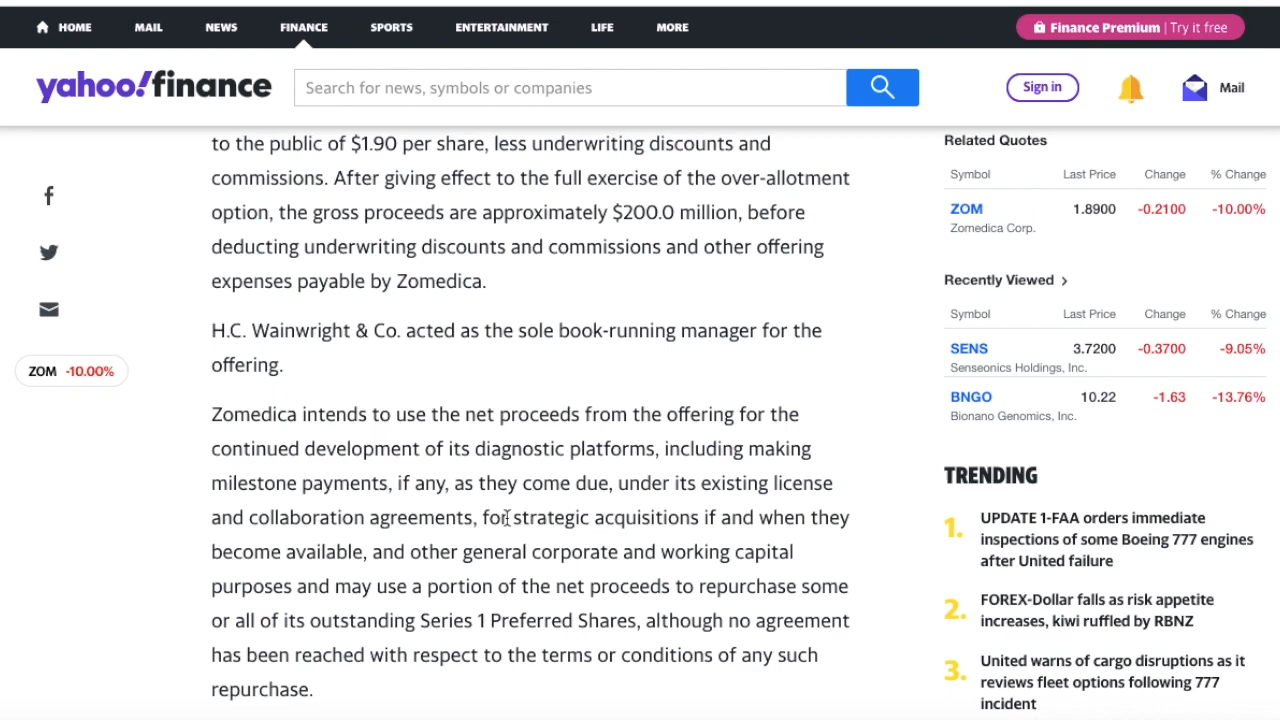 HOME MAIL NEWS FINANCE SPORTS ENTERTAINMENT LIFE MORE Finance Premium | Try it free
yahoo!finance Search for news, symbols or companies Sign in Mail
to the public of $1.90 per share, less underwriting discounts and
commissions. After giving effect to the full exercise of the over-allotment
option, the gross proceeds are approximately $200.0 million, before
deducting underwriting discounts and commissions and other offering
expenses payable by Zomedica.
H.C. Wainwright & Co. acted as the sole book-running manager for the
offering.
ZOM -10.00%
Zomedica intends to use the net proceeds from the offering for the
continued development of its diagnostic platforms, including making
milestone payments, if any, as they come due, under its existing license
and collaboration agreements, for strategic acquisitions if and when they
become available, and other general corporate and working capital
purposes and may use a portion of the net proceeds to repurchase some
or all of its outstanding Series 1 Preferred Shares, although no agreement
has been reached with respect to the terms or conditions of any such
repurchase.
Related Quotes
Symbol Last Price Change % Change
ZOM 1.8900 -0.2100 -10.00%
Zomedica Corp.
Recently Viewed >
Symbol Last Price Change % Change
SENS 3.7200 -0.3700 -9.05%
Senseonics Holdings, Inc.
BNGO 10.22 -1.63 -13.76%
Bionano Genomics, Inc.
TRENDING
1. UPDATE 1-FAA orders immediate
inspections of some Boeing 777 engines
after United failure
2. FOREX-Dollar falls as risk appetite
increases, kiwi ruffled by RBNZ
3. United warns of cargo disruptions as it
reviews fleet options following 777
incident